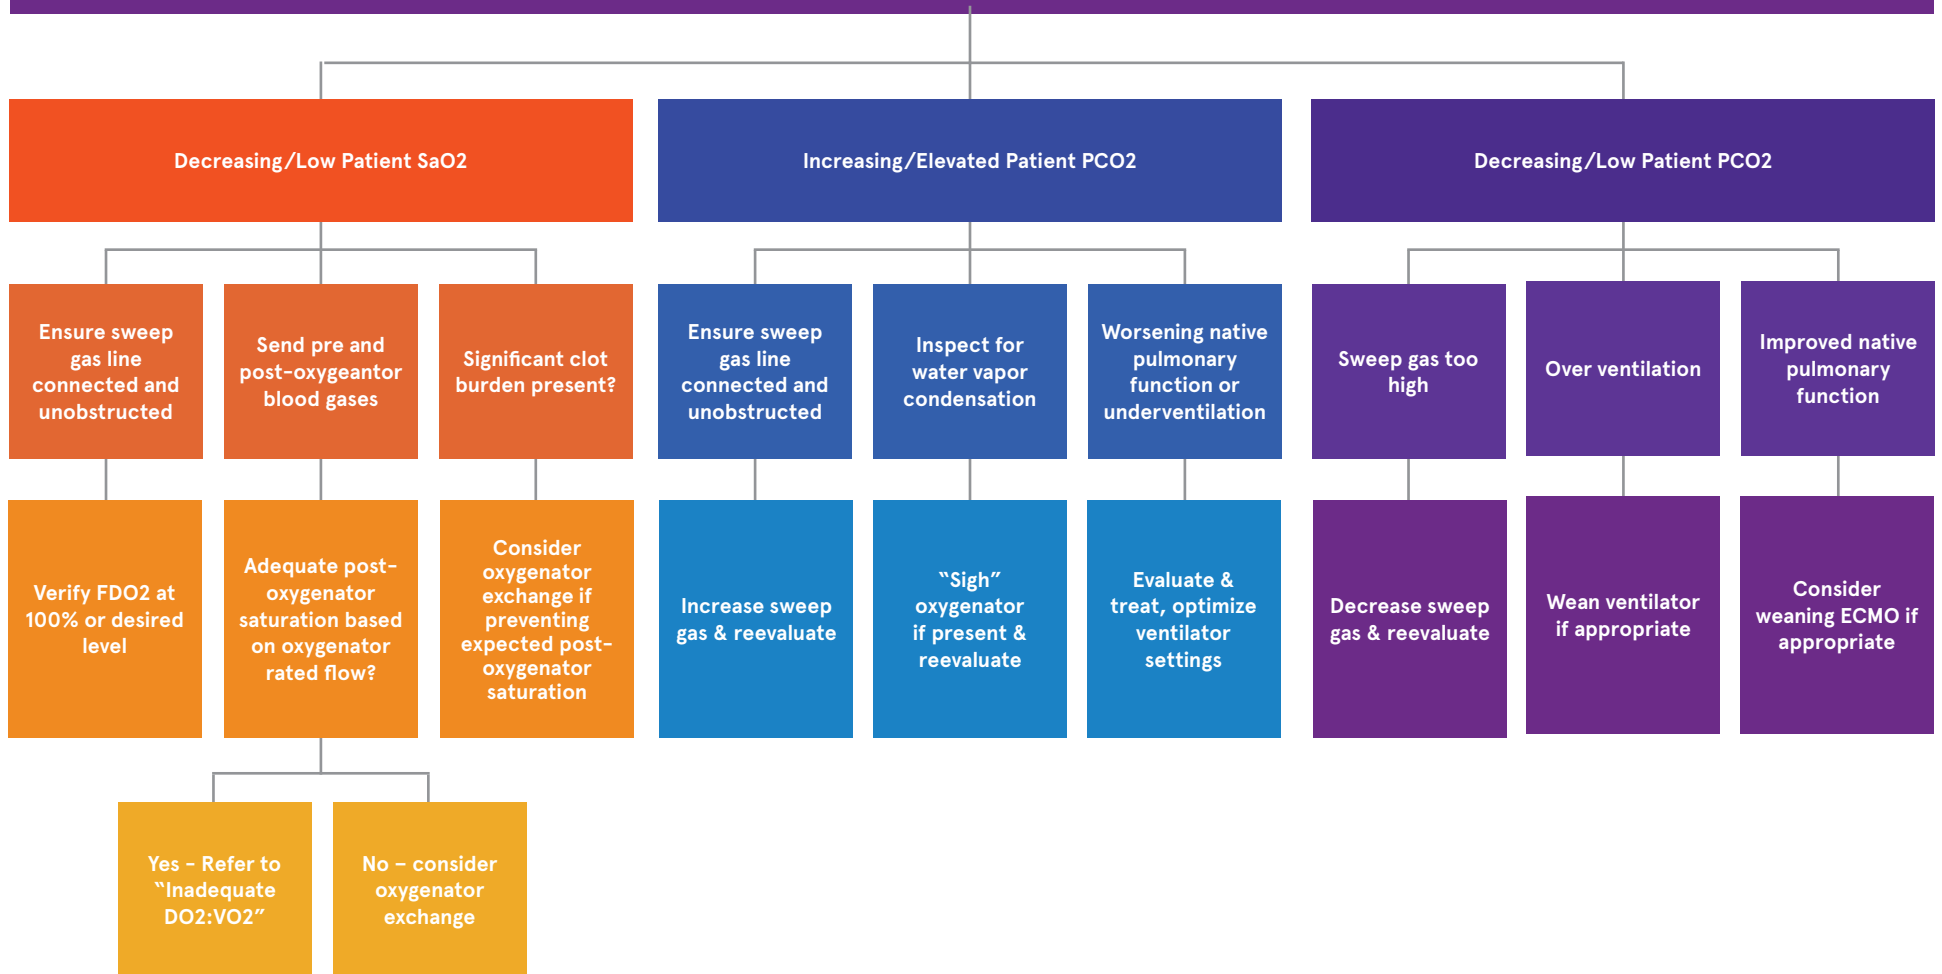 Decreasing/Low Patient SaO2
Increasing/Elevated Patient PCO2
Decreasing/Low Patient PCO2
Ensure sweep
gas line
connected and
unobstructed
Send pre and
post-oxygeantor
blood gases
Significant clot
burden present?
Ensure sweep
gas line
connected and
unobstructed
Inspect for
water vapor
condensation
Worsening native
pulmonary
function or
underventilation
Sweep gas too
high
Over ventilation
Improved native
pulmonary
function
Verify FDO2 at
100% or desired
level
Adequate post-
oxygenator
saturation based
on oxygenator
rated flow?
Consider
oxygenator
exchange if
preventing
expected post-
oxygenator
saturation
Increase sweep
gas & reevaluate
“Sigh”
oxygenator
if present &
reevaluate
Evaluate &
treat, optimize
ventilator
settings
Decrease sweep
gas & reevaluate
Wean ventilator
if appropriate
Consider
weaning ECMO if
appropriate
Yes - Refer to
“Inadequate
DO2:VO2”
No – consider
oxygenator
exchange